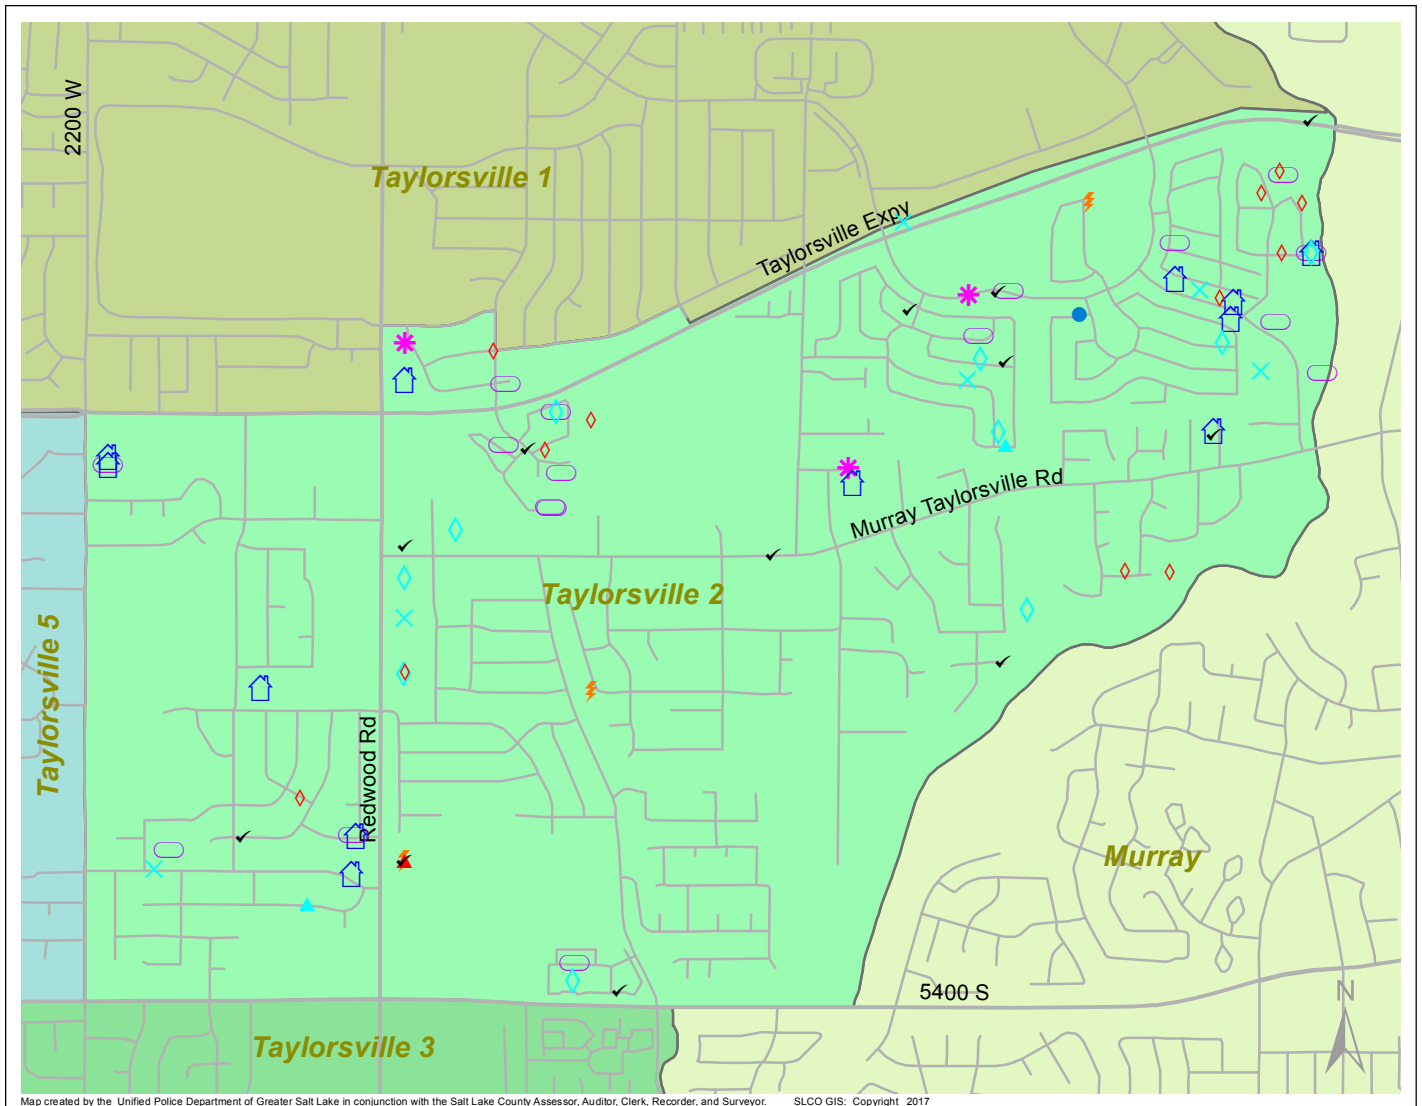 2200 W
Taylorsville 1
Taylorsville Expy
Murray Taylorsville Rd
Taylorsville 2
Taylorsville 5
Redwood Rd
Murray
5400 S
N
Taylorsville 3
Map created by the Unified Police Department of Greater Salt Lake in conjunction with the Salt Lake County Assessor, Auditor, Clerk, Recorder, and Surveyor. SLCO GIS: Copyright 2017